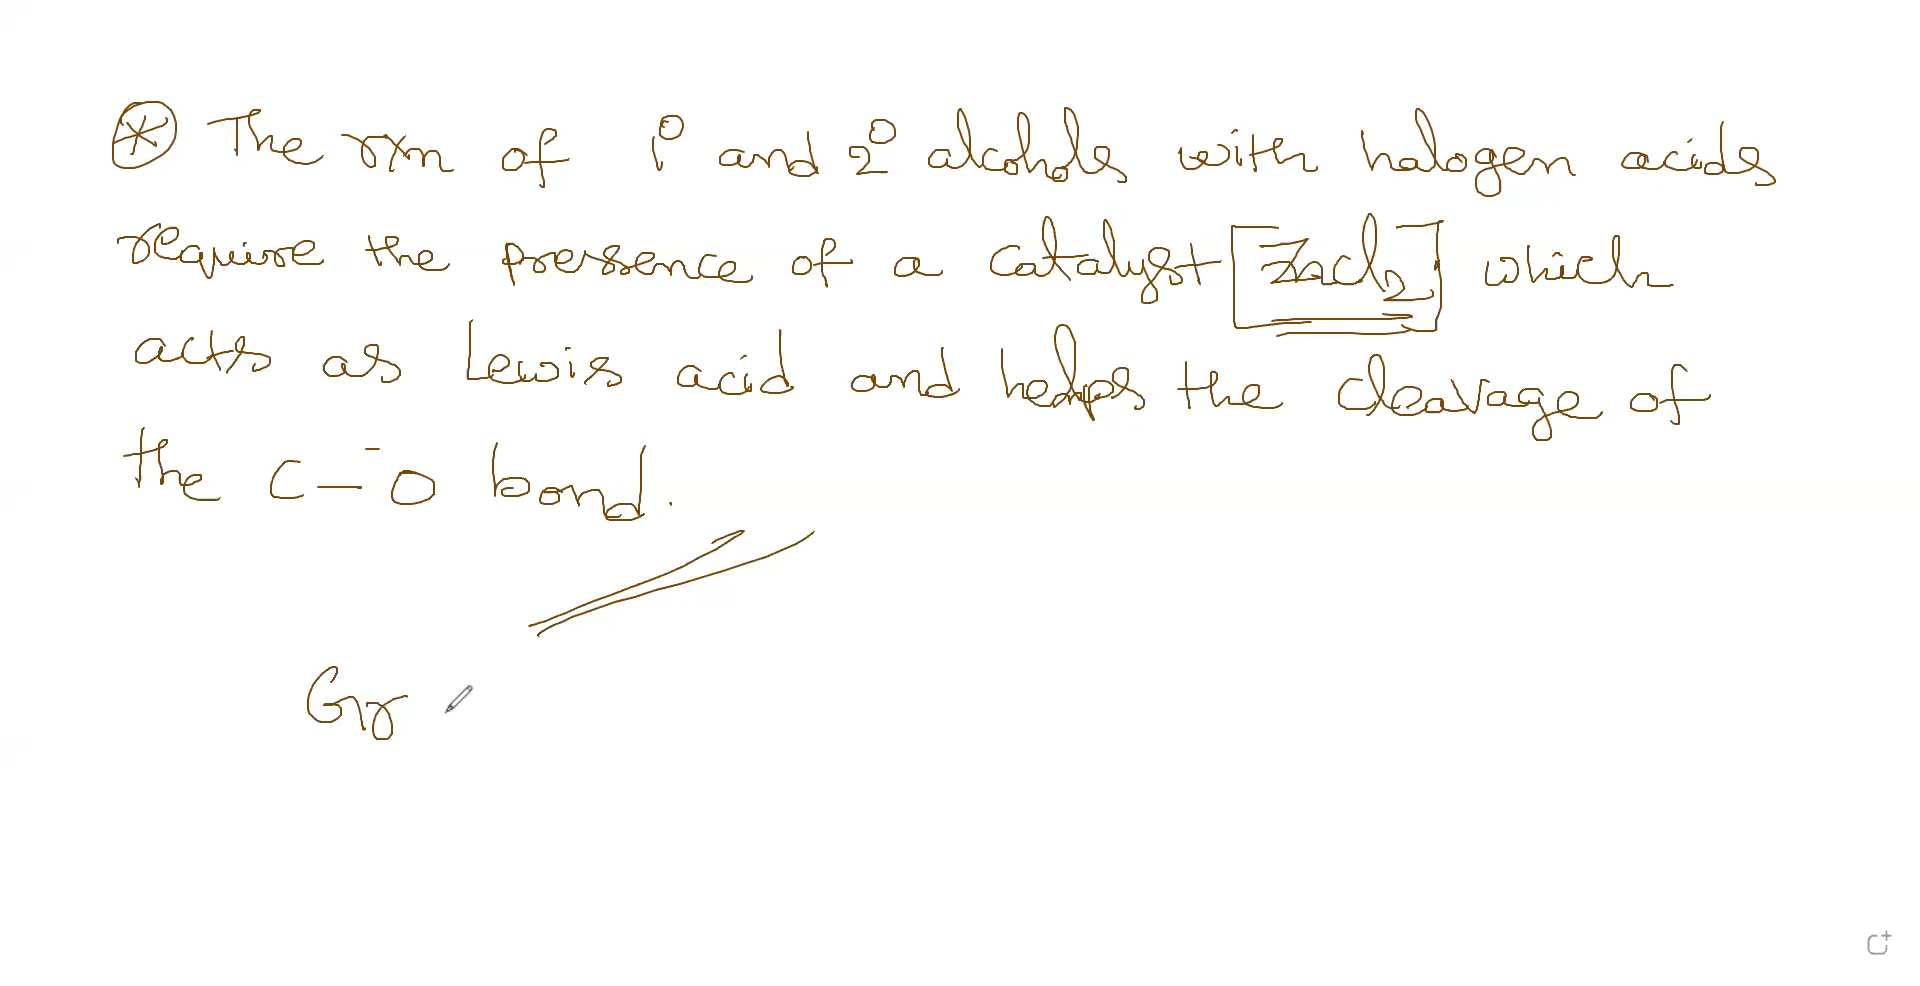 * The rxn of 1° and 2° alcohols with halogen acids
require the presence of a catalyst [ZnCl2] which
acts as Lewis acid and helps the cleavage of
the C-O bond.
Gr